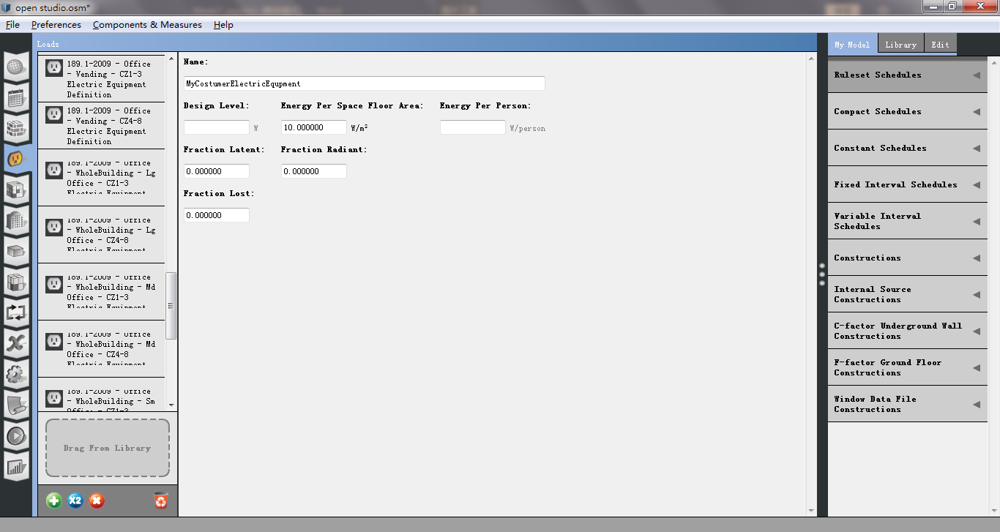 open studio.osm*
File Preferences Components & Measures Help
Loads
My Model Library Edit
189.1-2009 - Office
- Vending - CZ1-3
Electric Equipment
Definition
189.1-2009 - Office
- Vending - CZ4-8
Electric Equipment
Definition
189.1-2009 - Office
- WholeBuilding - Lg
Office - CZ1-3
Electric Equipment
189.1-2009 - Office
- WholeBuilding - Lg
Office - CZ4-8
Electric Equipment
189.1-2009 - Office
- WholeBuilding - Md
Office - CZ1-3
Electric Equipment
189.1-2009 - Office
- WholeBuilding - Md
Office - CZ4-8
Electric Equipment
189.1-2009 - Office
- WholeBuilding - Sm
Office - CZ1-3
Drag From Library
X2
Name:
MyCostumerElectricEqupment
Design Level: Energy Per Space Floor Area: Energy Per Person:
W 10.000000 W/m² W/person
Fraction Latent: Fraction Radiant:
0.000000 0.000000
Fraction Lost:
0.000000
Ruleset Schedules
Compact Schedules
Constant Schedules
Fixed Interval Schedules
Variable Interval
Schedules
Constructions
Internal Source
Constructions
C-factor Underground Wall
Constructions
F-factor Ground Floor
Constructions
Window Data File
Constructions